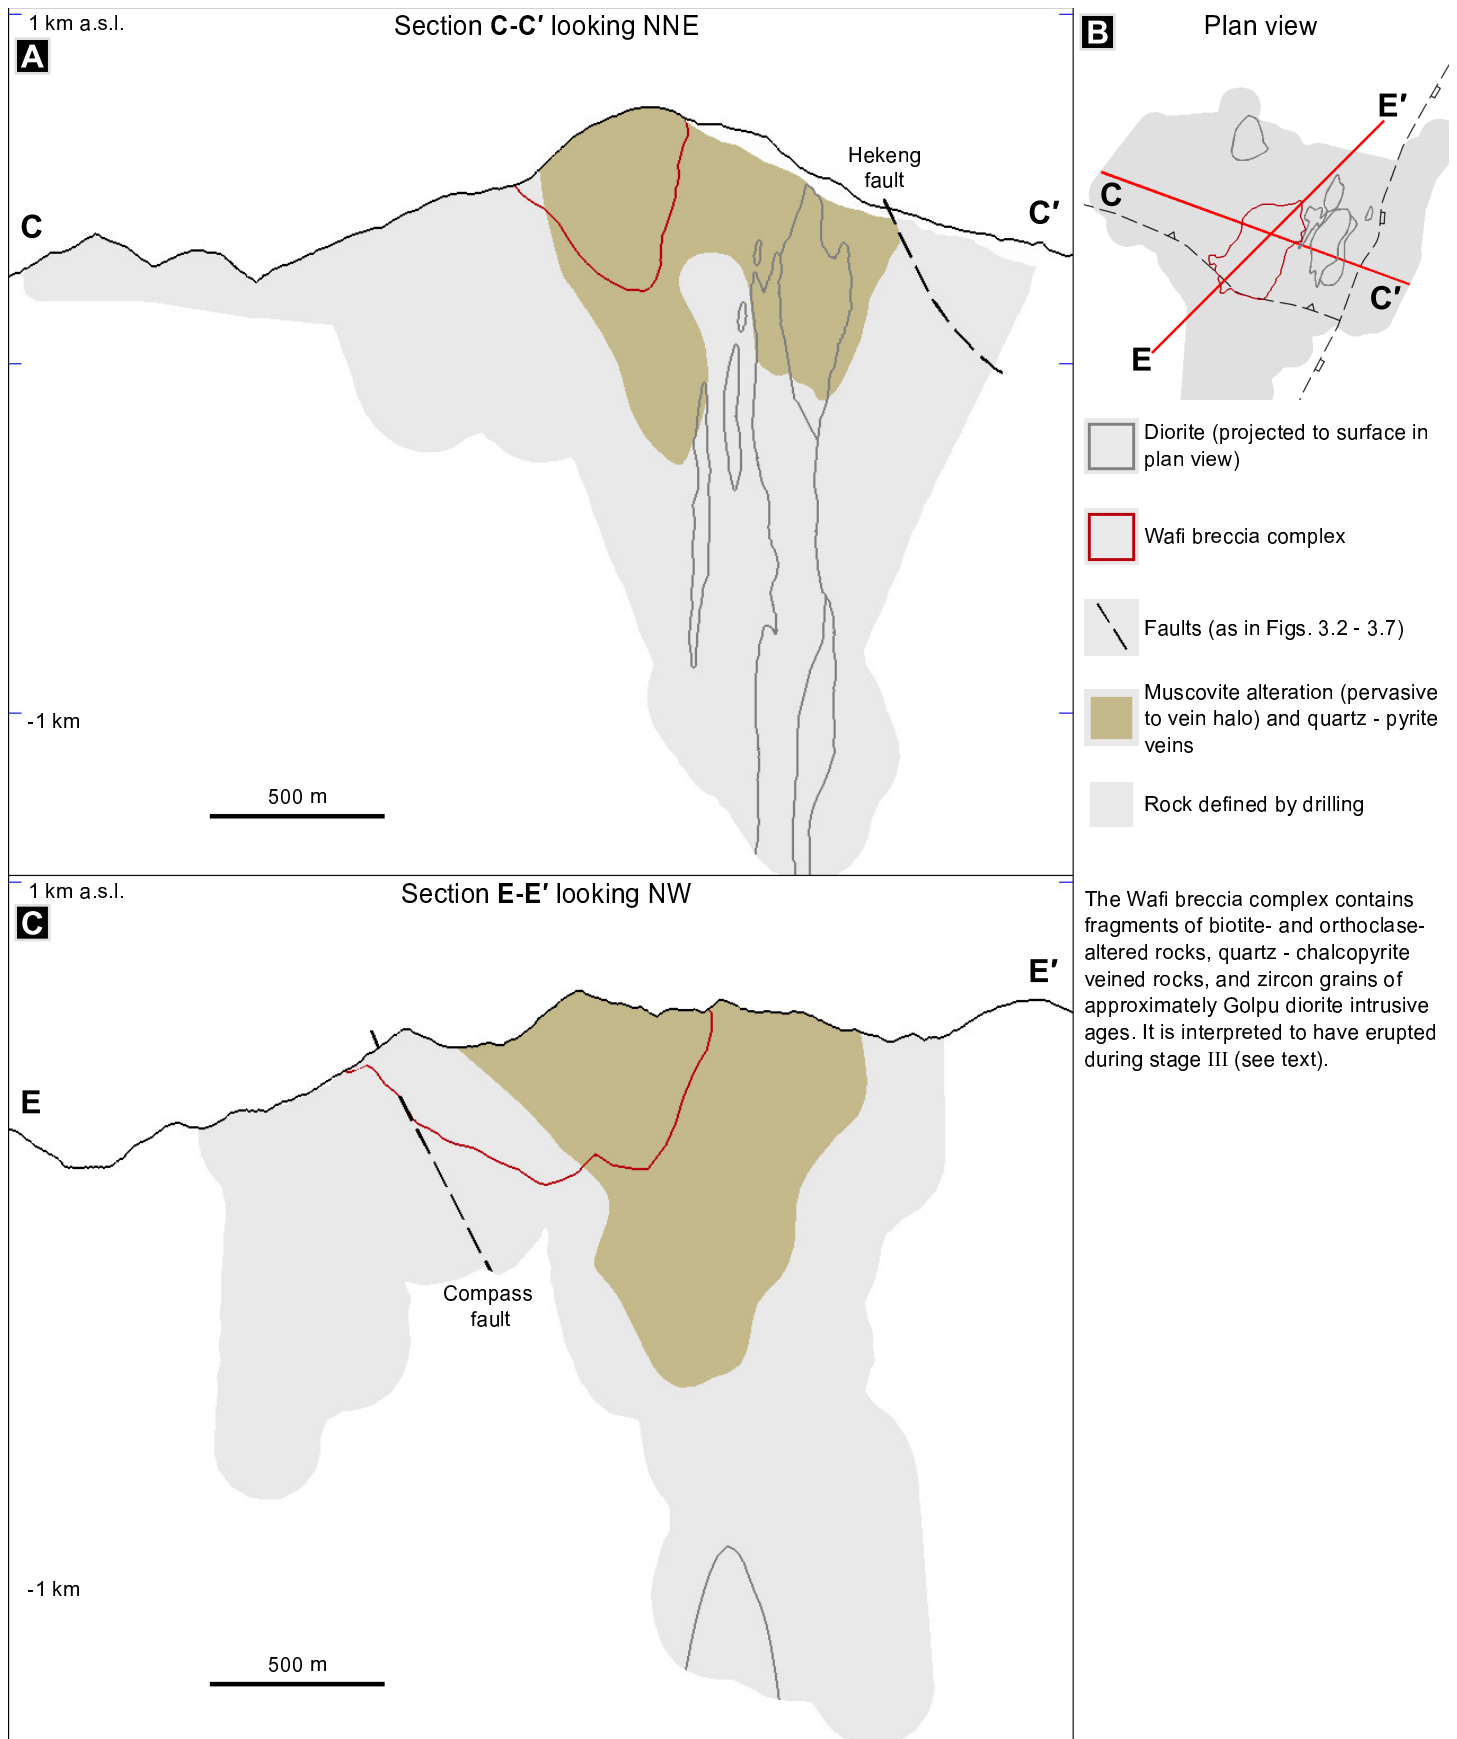 1 km a.s.l.
Section C-C′ looking NNE
A
Hekeng
fault
C
C′
-1 km
500 m
B
Plan view
E′
C
C′
E
Diorite (projected to surface in
plan view)
Wafi breccia complex
Faults (as in Figs. 3.2 - 3.7)
Muscovite alteration (pervasive
to vein halo) and quartz - pyrite
veins
Rock defined by drilling
1 km a.s.l.
Section E-E′ looking NW
C
E′
E
Compass
fault
-1 km
500 m
The Wafi breccia complex contains
fragments of biotite- and orthoclase-
altered rocks, quartz - chalcopyrite
veined rocks, and zircon grains of
approximately Golpu diorite intrusive
ages. It is interpreted to have erupted
during stage III (see text).